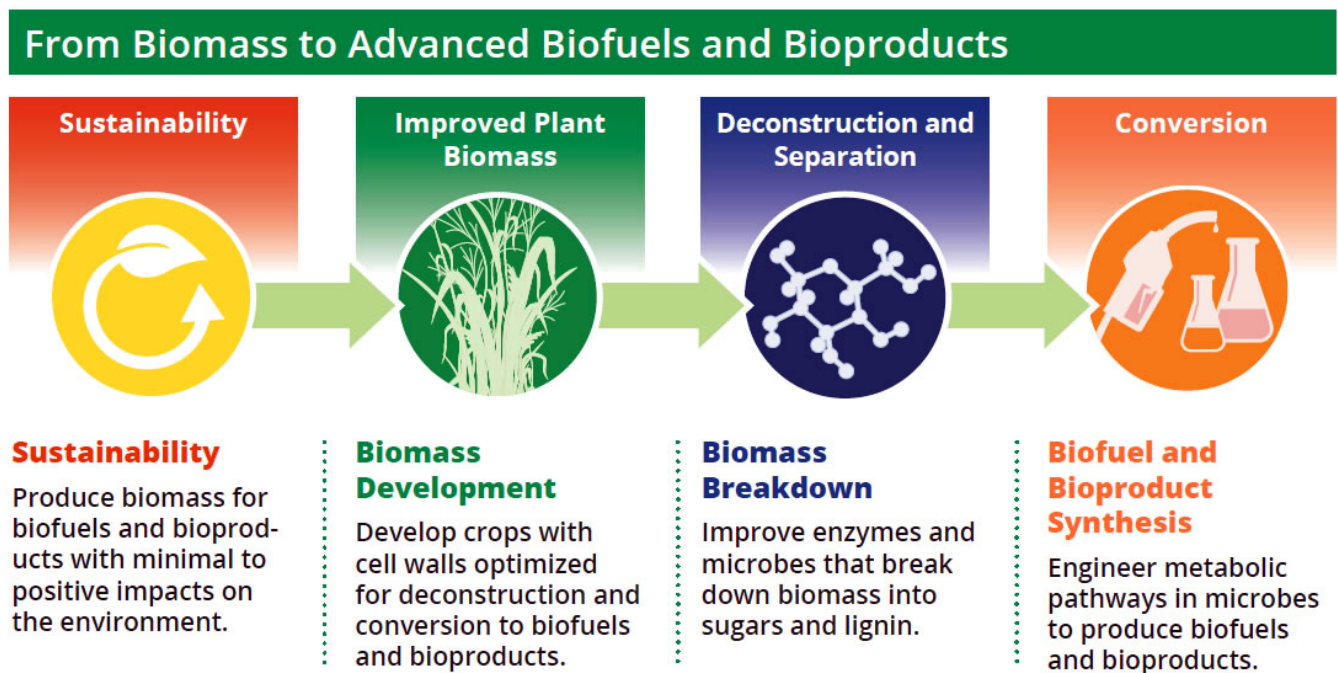 From Biomass to Advanced Biofuels and Bioproducts
Sustainability
Improved Plant
Biomass
Deconstruction and
Separation
Conversion
Sustainability
Produce biomass for
biofuels and bioprod-
ucts with minimal to
positive impacts on
the environment.
Biomass
Development
Develop crops with
cell walls optimized
for deconstruction and
conversion to biofuels
and bioproducts.
Biomass
Breakdown
Improve enzymes and
microbes that break
down biomass into
sugars and lignin.
Biofuel and
Bioproduct
Synthesis
Engineer metabolic
pathways in microbes
to produce biofuels
and bioproducts.